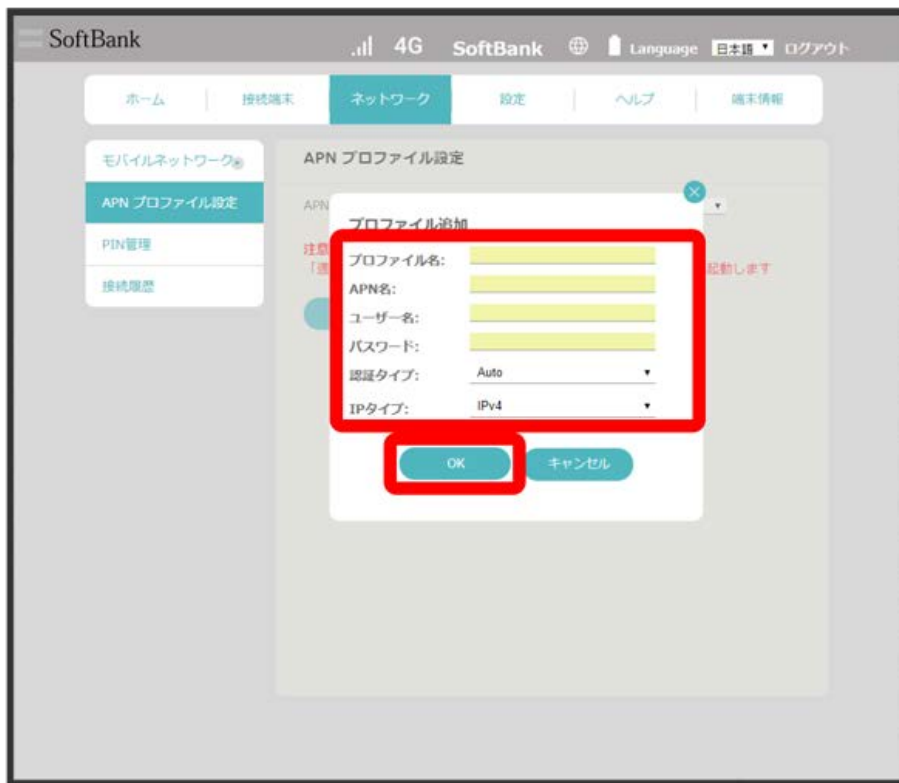 SoftBank
4G SoftBank Language 日本語 ログアウト
ホーム 接続端末 ネットワーク 設定 ヘルプ 端末情報
モバイルネットワーク
APN プロファイル設定
PIN管理
接続履歴
APN プロファイル設定
APN
注意
起動します
プロファイル追加
プロファイル名:
APN名:
ユーザー名:
パスワード:
認証タイプ: Auto
IPタイプ: IPv4
OK キャンセル